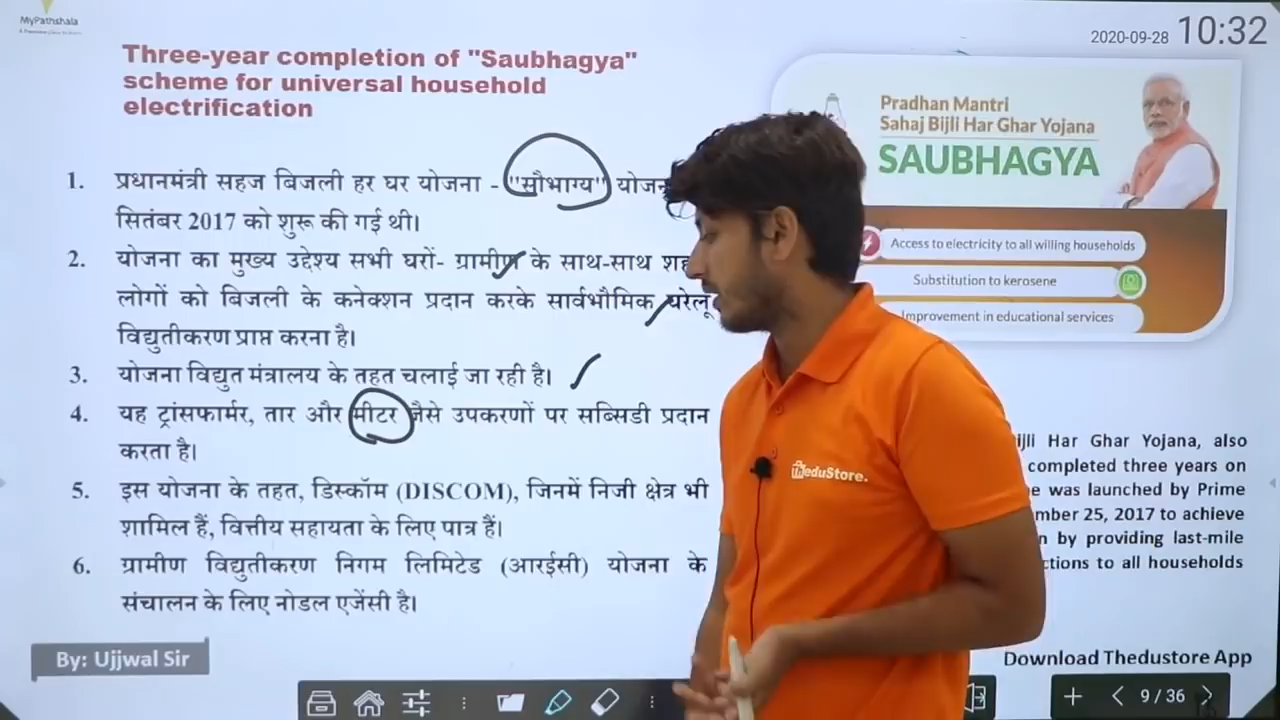 MyPathshala
2020-09-28 10:32
Three-year completion of "Saubhagya"
scheme for universal household
electrification
1. प्रधानमंत्री सहज बिजली हर घर योजना - "सौभाग्य"
सितंबर 2017 को शुरू की गई थी।
2. योजना का मुख्य उद्देश्य सभी घरों- ग्रामीण के साथ-साथ
लोगों को बिजली के कनेक्शन प्रदान करके सार्वभौमिक घरेलू
विद्युतीकरण प्राप्त करना है।
3. योजना विद्युत मंत्रालय के तहत चलाई जा रही है।
4. यह ट्रांसफार्मर, तार और मीटर जैसे उपकरणों पर सब्सिडी प्रदान
करता है।
5. इस योजना के तहत, डिस्कॉम (DISCOM), जिनमें निजी क्षेत्र भी
शामिल हैं, वित्तीय सहायता के लिए पात्र हैं।
6. ग्रामीण विद्युतीकरण निगम लिमिटेड (आरईसी) योजना के
संचालन के लिए नोडल एजेंसी है।
Pradhan Mantri
Sahaj Bijli Har Ghar Yojana
SAUBHAGYA
Access to electricity to all willing households
Substitution to kerosene
Improvement in educational services
Har Ghar Yojana, also
completed three years on
was launched by Prime
25, 2017 to achieve
by providing last-mile
to all households
TheduStore.
By: Ujjwal Sir
Download Thedustore App
9 / 36